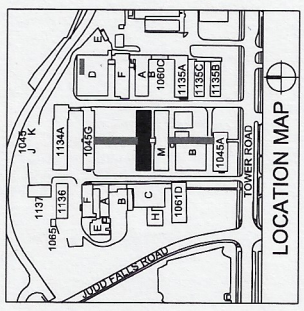 E
D
F
A
B
1060C
1135A
1135C
1135B
1045
J
K
1134A
1045G
M
B
1045A
1137
1136
1065
F
E
A
B
C
H
1061D
TOWER ROAD
JUDD FALLS ROAD
LOCATION MAP